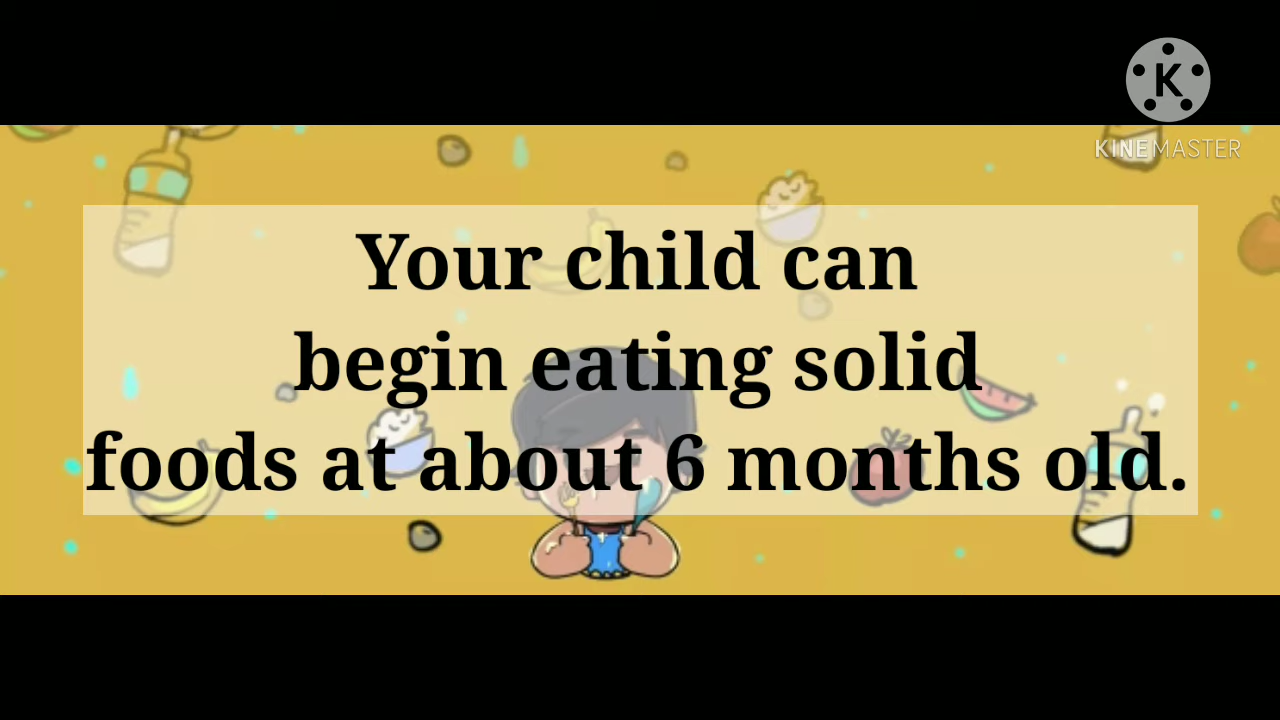 K
KINEMASTER
Your child can
begin eating solid
foods at about 6 months old.